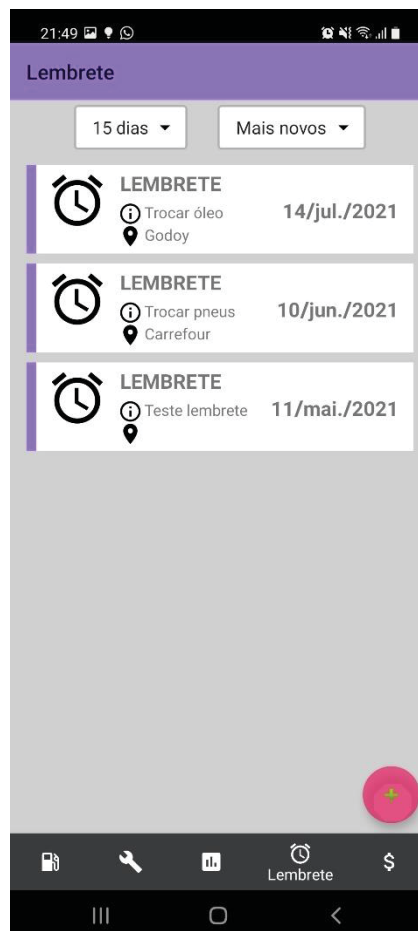 21:49
Lembrete
15 dias
Mais novos
LEMBRETE
Trocar óleo
14/jul./2021
Godoy
LEMBRETE
Trocar pneus
10/jun./2021
Carrefour
LEMBRETE
Teste lembrete
11/mai./2021
Lembrete